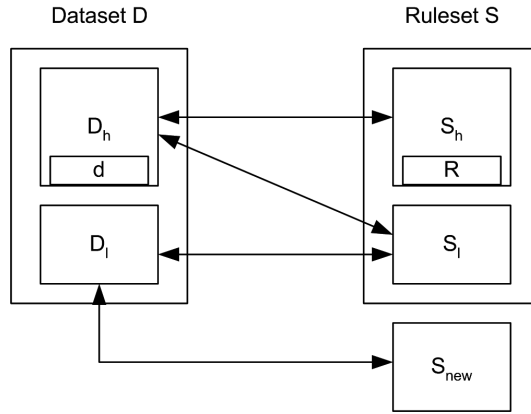 Dataset D
Ruleset S
D_h
S_h
d
R
D_l
S_l
S_new